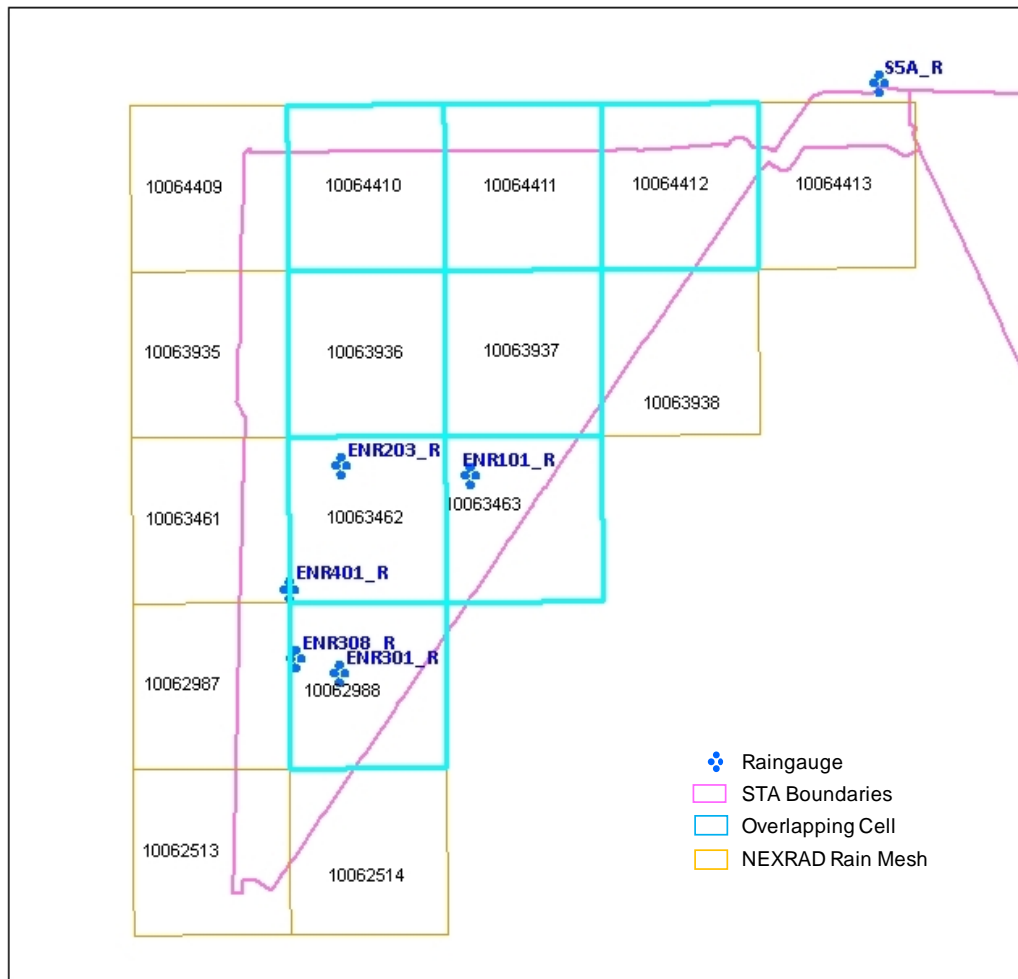 S5A_R
10064409
10064410
10064411
10064412
10064413
10063935
10063936
10063937
10063938
ENR203_R
ENR101_R
10063461
10063462
10063463
ENR401_R
ENR308_R
ENR301_R
10062987
10062988
Raingauge
STA Boundaries
Overlapping Cell
NEXRAD Rain Mesh
10062513
10062514